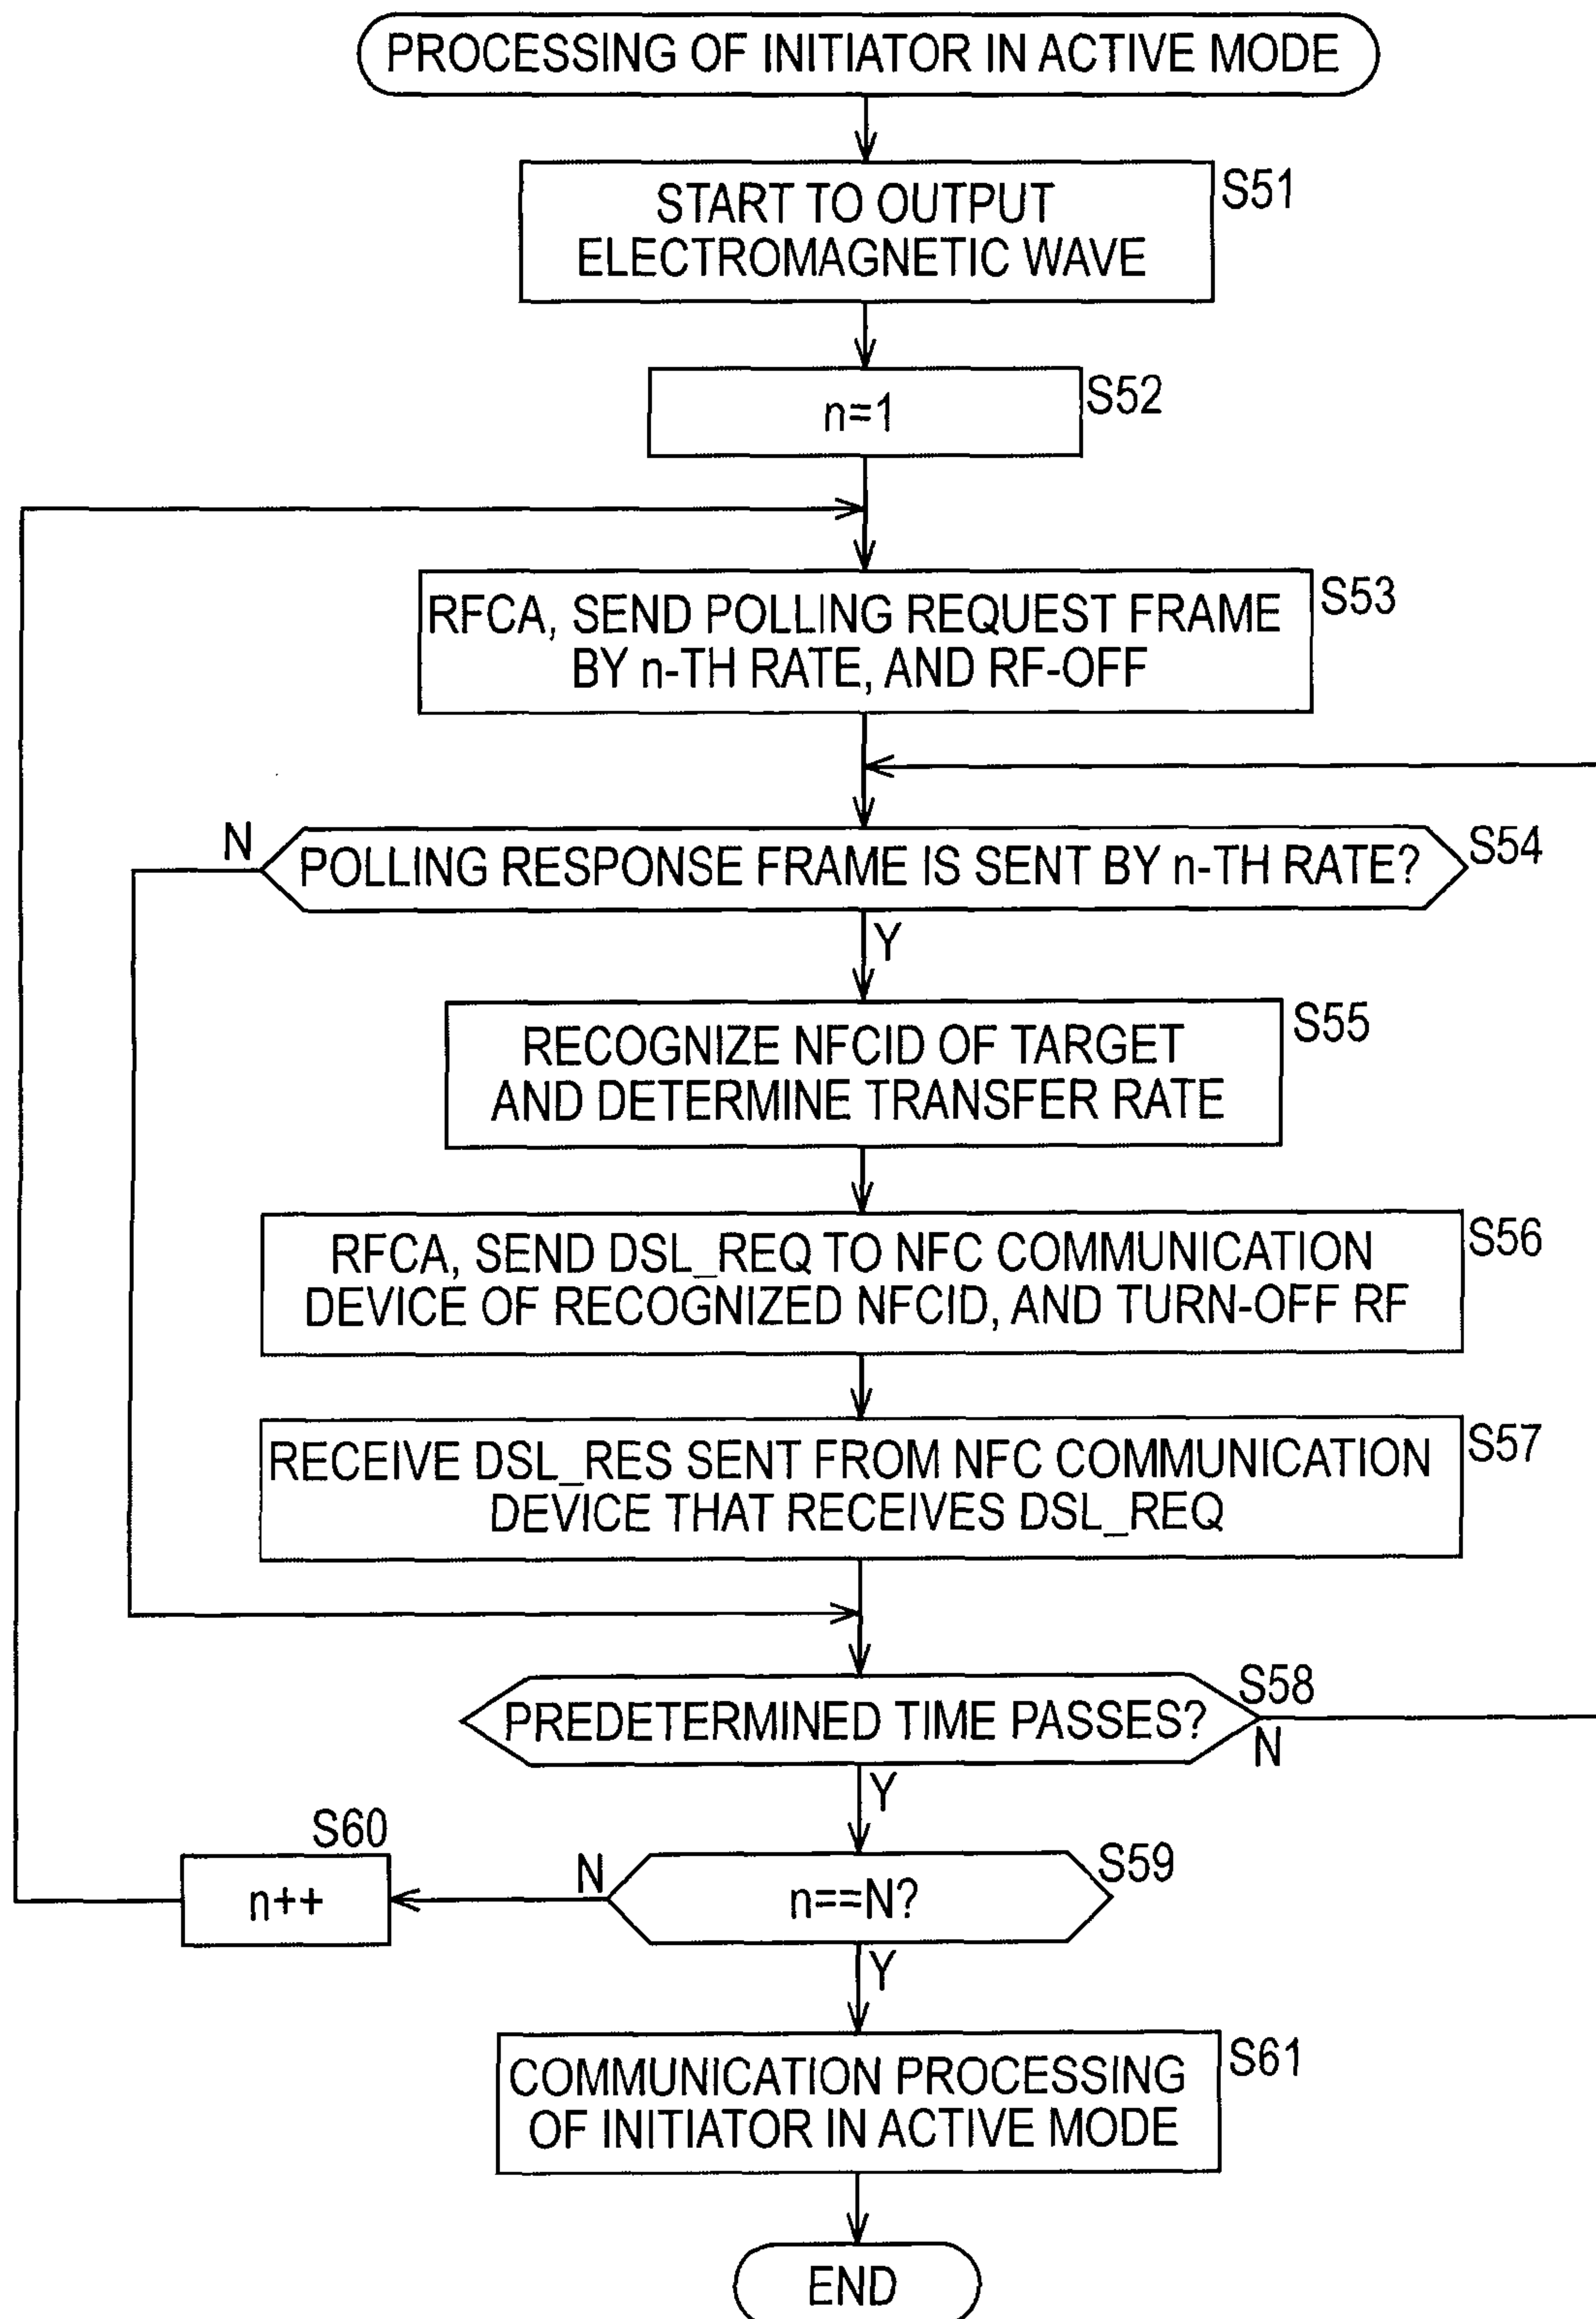 PROCESSING OF INITIATOR IN ACTIVE MODE
START TO OUTPUT
ELECTROMAGNETIC WAVE
S51
n=1
S52
RFCA, SEND POLLING REQUEST FRAME
BY n-TH RATE, AND RF-OFF
S53
N
POLLING RESPONSE FRAME IS SENT BY n-TH RATE?
S54
Y
RECOGNIZE NFCID OF TARGET
AND DETERMINE TRANSFER RATE
S55
RFCA, SEND DSL_REQ TO NFC COMMUNICATION
DEVICE OF RECOGNIZED NFCID, AND TURN-OFF RF
S56
RECEIVE DSL_RES SENT FROM NFC COMMUNICATION
DEVICE THAT RECEIVES DSL_REQ
S57
PREDETERMINED TIME PASSES?
S58
N
Y
S60
n++
N
n==N?
S59
Y
COMMUNICATION PROCESSING
OF INITIATOR IN ACTIVE MODE
S61
END